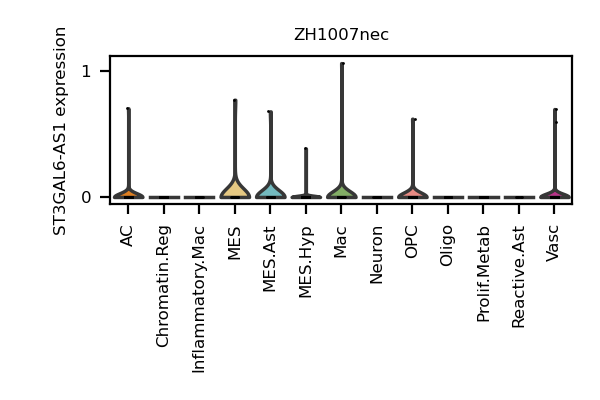 ZH1007nec
ST3GAL6-AS1 expression
1
0
AC
Chromatin.Reg
Inflammatory.Mac
MES
MES.Ast
MES.Hyp
Mac
Neuron
OPC
Oligo
Prolif.Metab
Reactive.Ast
Vasc